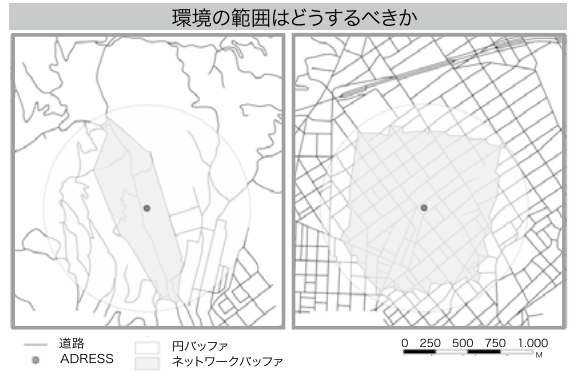 環境の範囲はどうするべきか
道路
ADRESS
円バッファ
ネットワークバッファ
0 250 500 750 1.000
M